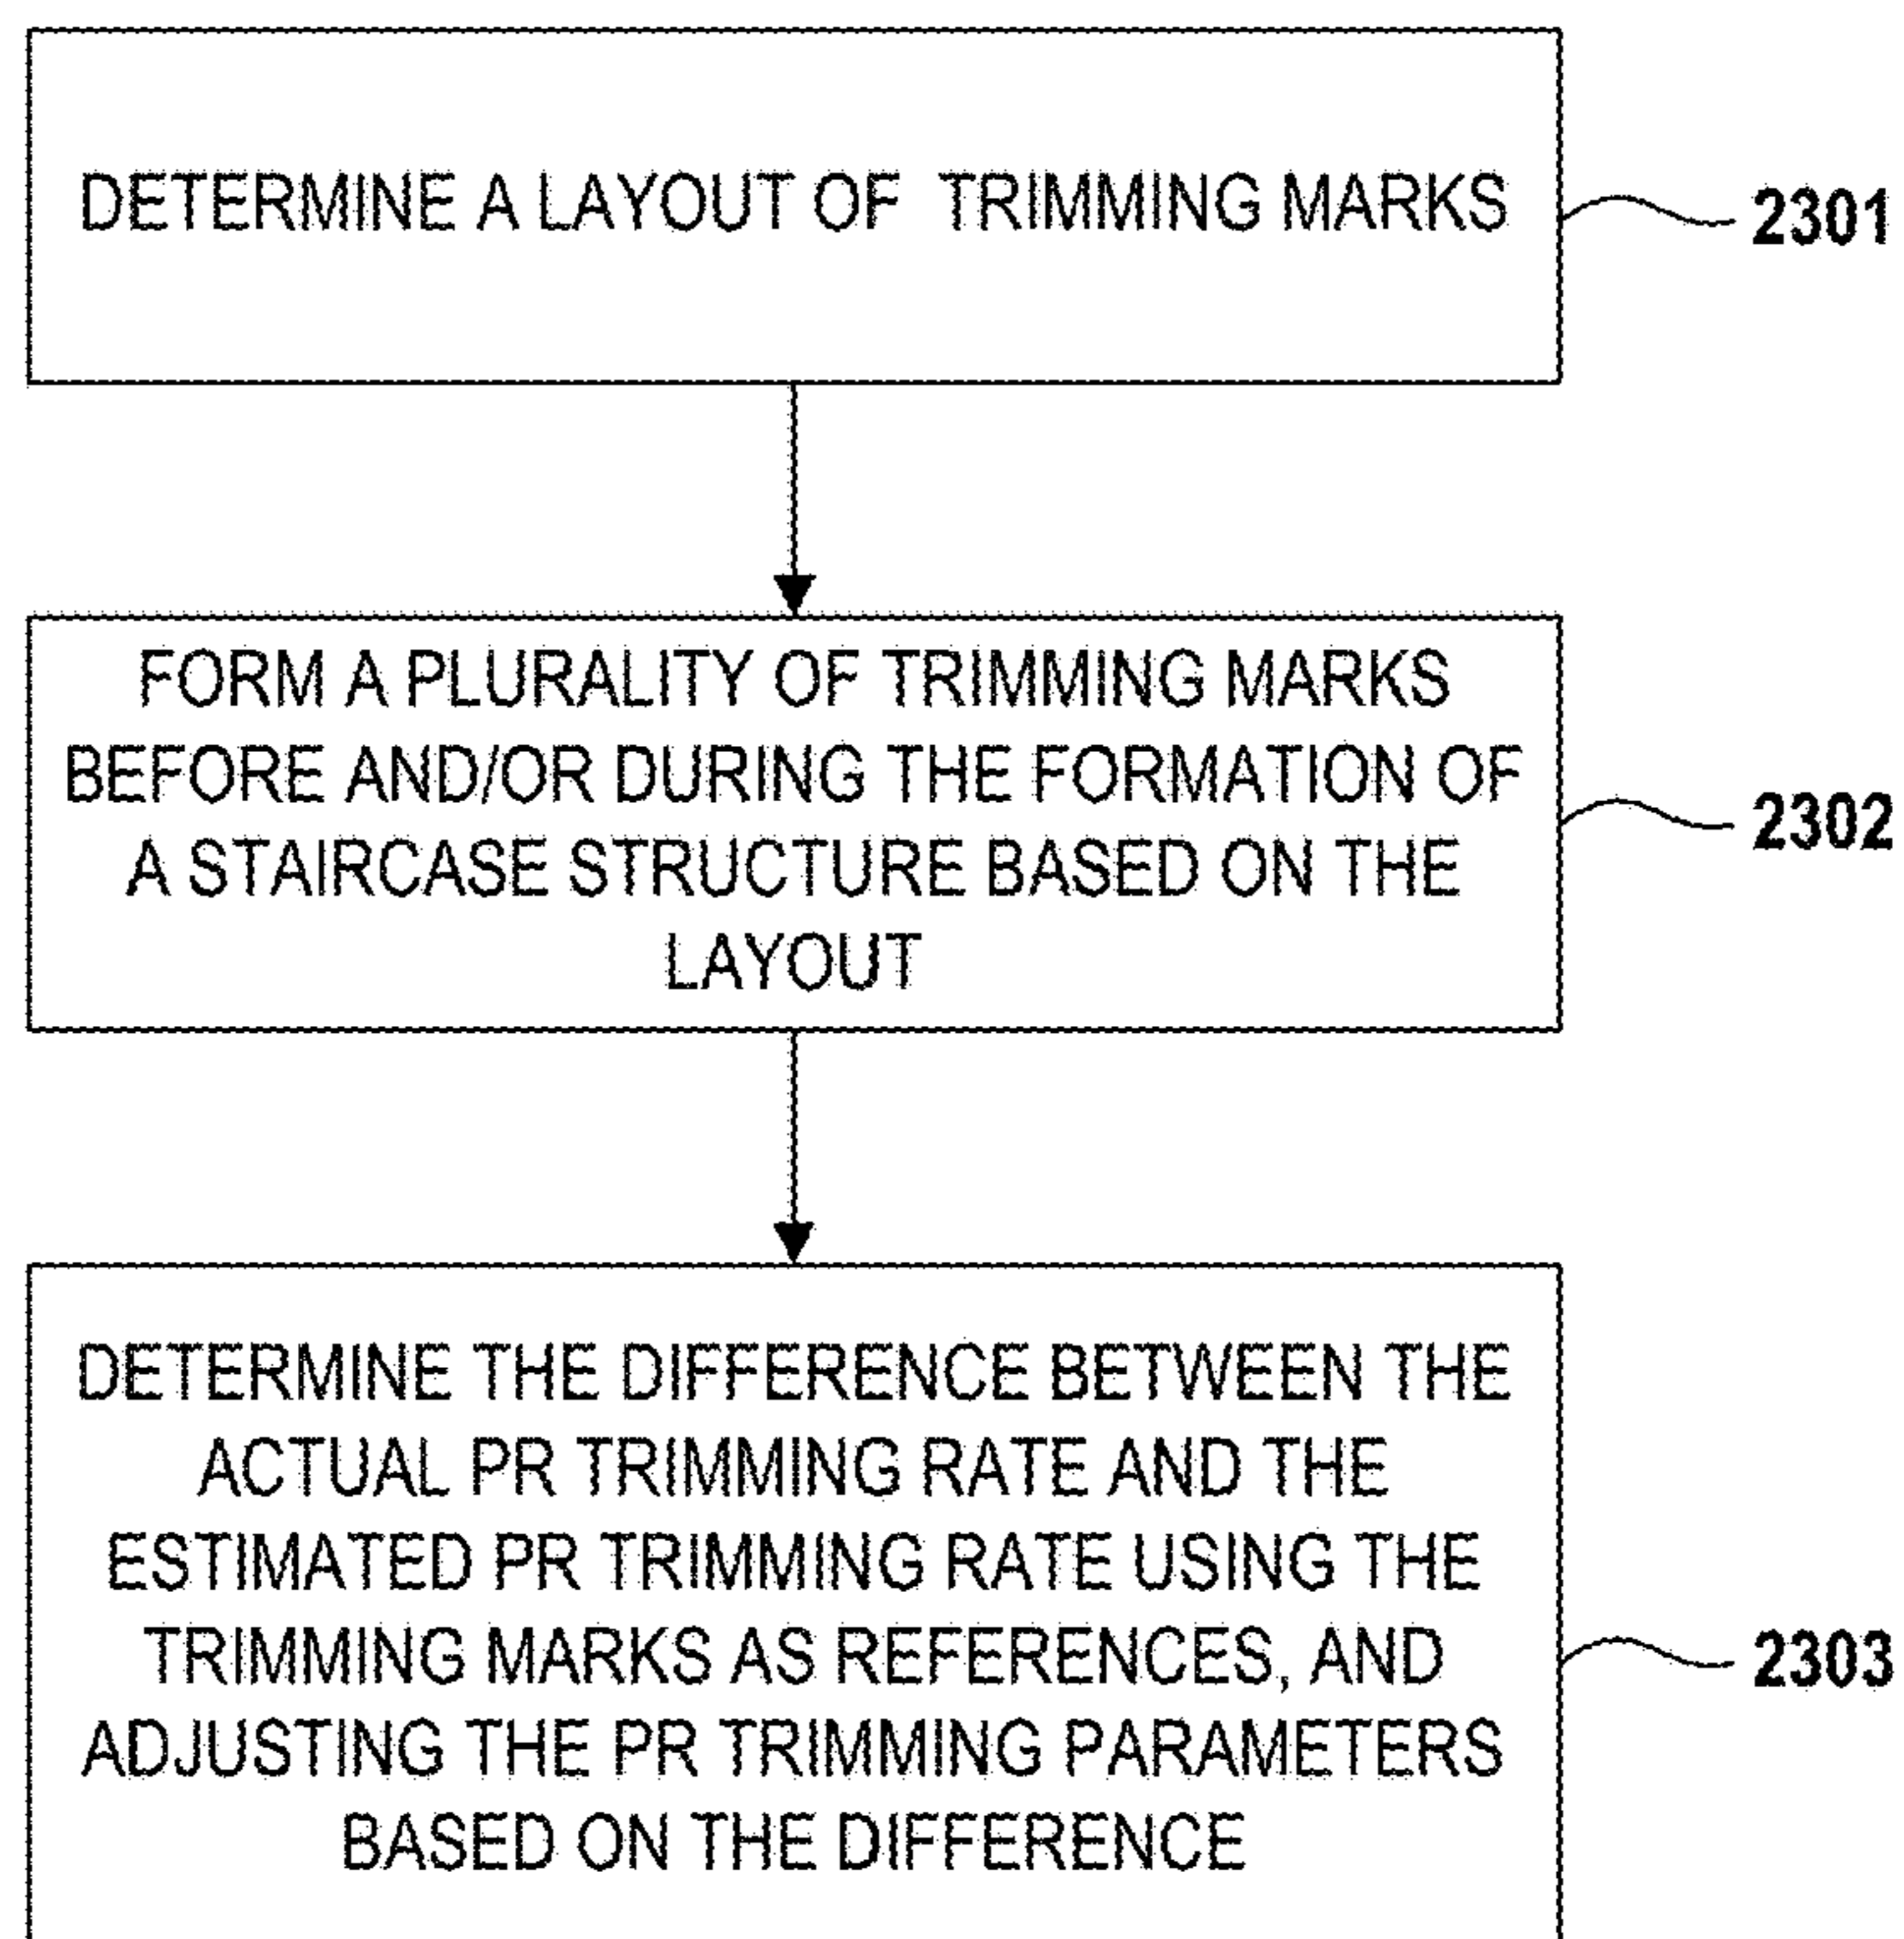 DETERMINE A LAYOUT OF TRIMMING MARKS
2301
FORM A PLURALITY OF TRIMMING MARKS
BEFORE AND/OR DURING THE FORMATION OF
A STAIRCASE STRUCTURE BASED ON THE
LAYOUT
2302
DETERMINE THE DIFFERENCE BETWEEN THE
ACTUAL PR TRIMMING RATE AND THE
ESTIMATED PR TRIMMING RATE USING THE
TRIMMING MARKS AS REFERENCES, AND
ADJUSTING THE PR TRIMMING PARAMETERS
BASED ON THE DIFFERENCE
2303